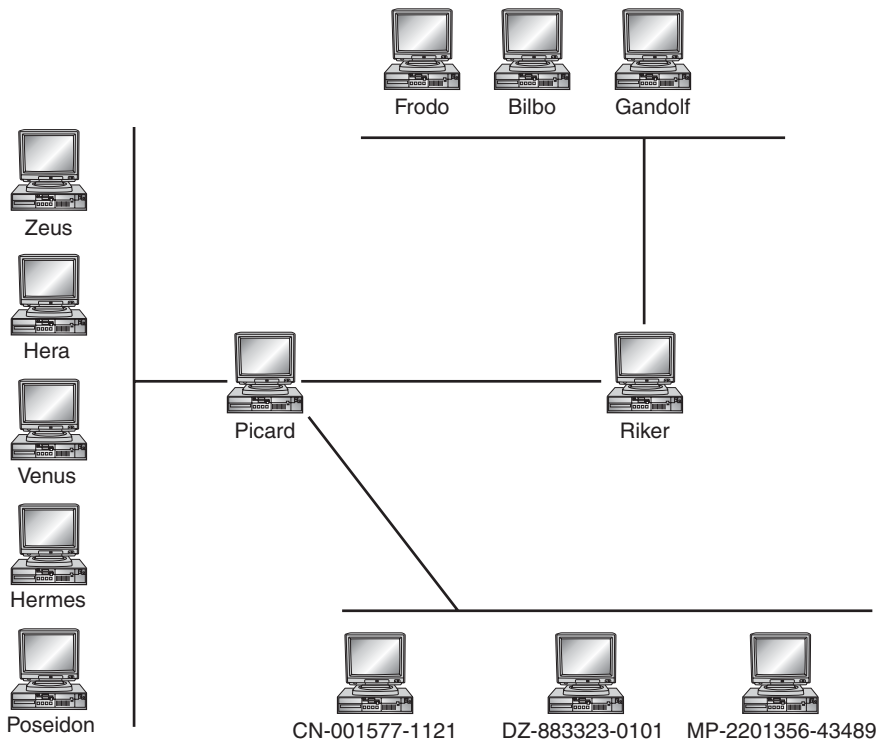 Frodo
Bilbo
Gandolf
Zeus
Hera
Picard
Riker
Venus
Hermes
Poseidon
CN-001577-1121
DZ-883323-0101
MP-2201356-43489